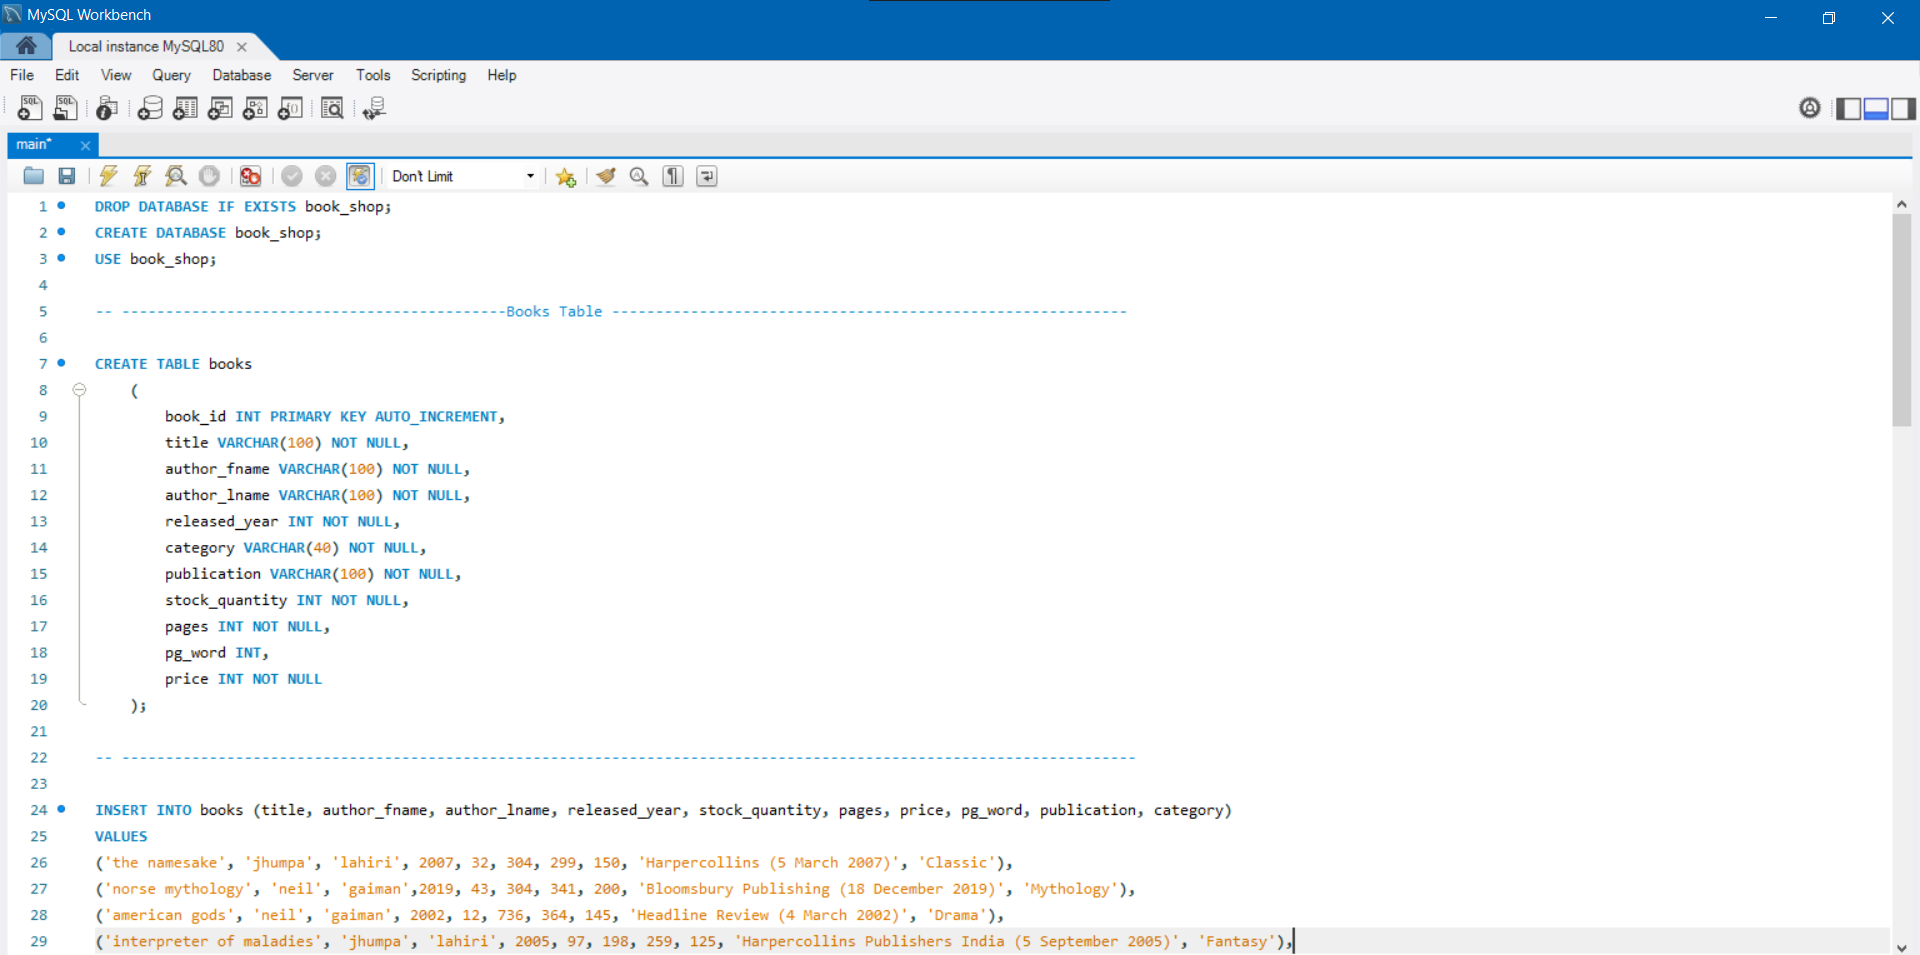 MySQL Workbench
Local instance MySQL80
File Edit View Query Database Server Tools Scripting Help
main*
Don't Limit
1 DROP DATABASE IF EXISTS book_shop;
2 CREATE DATABASE book_shop;
3 USE book_shop;
4
5 -- --------------------------------------------Books Table -----------------------------------------------------------
6
7 CREATE TABLE books
8 (
9 book_id INT PRIMARY KEY AUTO_INCREMENT,
10 title VARCHAR(100) NOT NULL,
11 author_fname VARCHAR(100) NOT NULL,
12 author_lname VARCHAR(100) NOT NULL,
13 released_year INT NOT NULL,
14 category VARCHAR(40) NOT NULL,
15 publication VARCHAR(100) NOT NULL,
16 stock_quantity INT NOT NULL,
17 pages INT NOT NULL,
18 pg_word INT,
19 price INT NOT NULL
20 );
21
22 -- --------------------------------------------------------------------------------------------------------------------
23
24 INSERT INTO books (title, author_fname, author_lname, released_year, stock_quantity, pages, price, pg_word, publication, category)
25 VALUES
26 ('the namesake', 'jhumpa', 'lahiri', 2007, 32, 304, 299, 150, 'Harpercollins (5 March 2007)', 'Classic'),
27 ('norse mythology', 'neil', 'gaiman',2019, 43, 304, 341, 200, 'Bloomsbury Publishing (18 December 2019)', 'Mythology'),
28 ('american gods', 'neil', 'gaiman', 2002, 12, 736, 364, 145, 'Headline Review (4 March 2002)', 'Drama'),
29 ('interpreter of maladies', 'jhumpa', 'lahiri', 2005, 97, 198, 259, 125, 'Harpercollins Publishers India (5 September 2005)', 'Fantasy'),